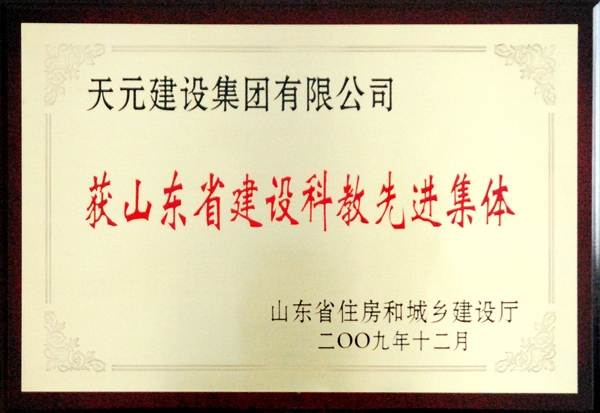 天元建设集团有限公司
获山东省建设科教先进集体
山东省住房和城乡建设厅
二OO九年十二月